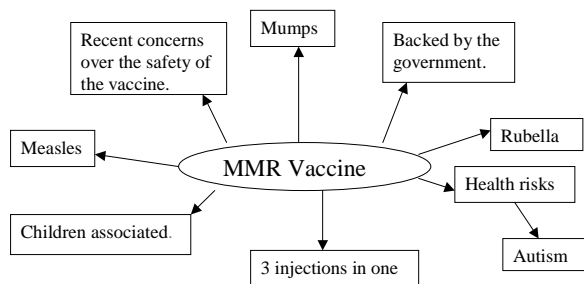 Recent concerns
over the safety of
the vaccine.
Mumps
Backed by the
government.
Measles
MMR Vaccine
Rubella
Health risks
Children associated.
3 injections in one
Autism